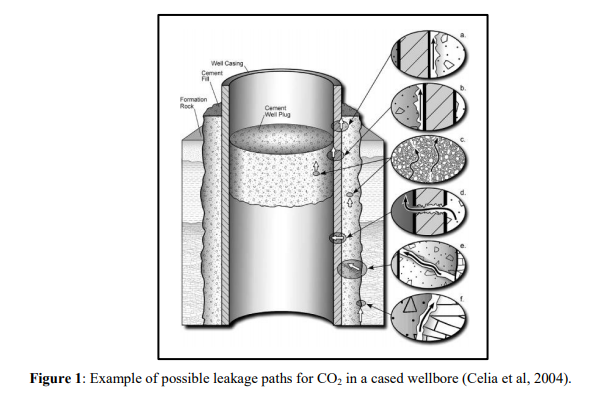 Well Casing
Cement
Fill
Formation
Rock
Cement
Well Plug
a.
b.
c.
d.
e.
f.
Figure 1: Example of possible leakage paths for CO₂ in a cased wellbore (Celia et al, 2004).